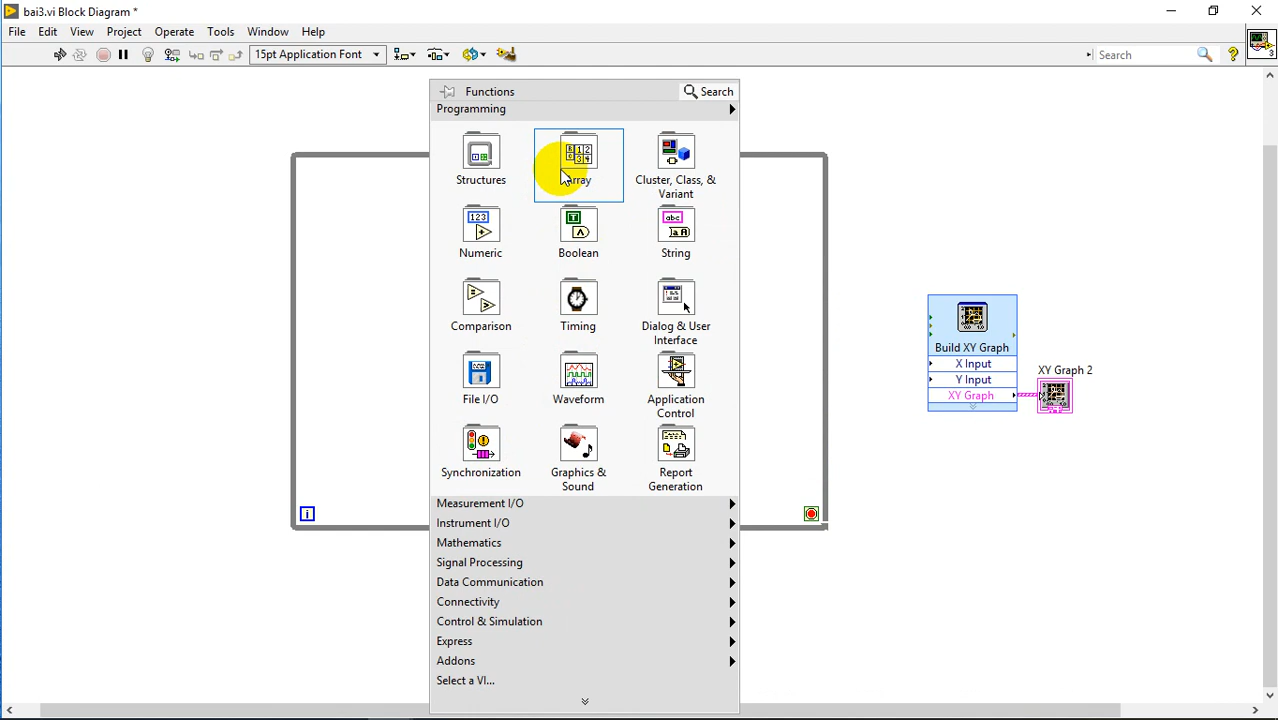 bai3.vi Block Diagram *
File Edit View Project Operate Tools Window Help
15pt Application Font
Search
?
3
Functions
Search
Programming
Structures
Array
Cluster, Class, &
Variant
Numeric
Boolean
String
Comparison
Timing
Dialog & User
Interface
File I/O
Waveform
Application
Control
Synchronization
Graphics &
Sound
Report
Generation
Measurement I/O
Instrument I/O
Mathematics
Signal Processing
Data Communication
Connectivity
Control & Simulation
Express
Addons
Select a VI...
i
Build XY Graph
X Input
Y Input
XY Graph
XY Graph 2